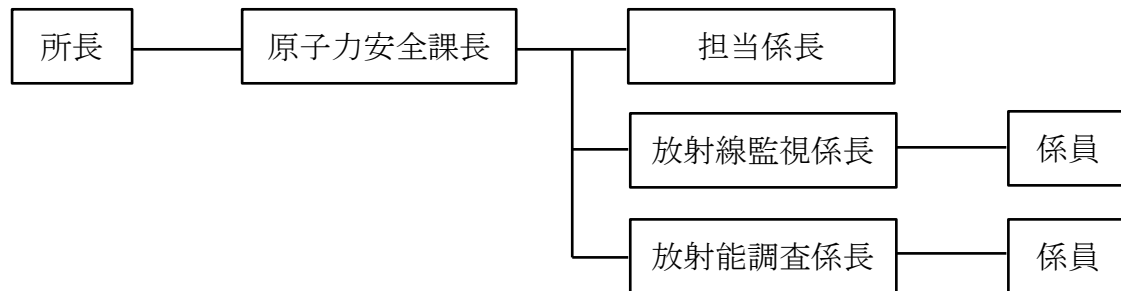 所長
原子力安全課長
担当係長
放射線監視係長
係員
放射能調査係長
係員